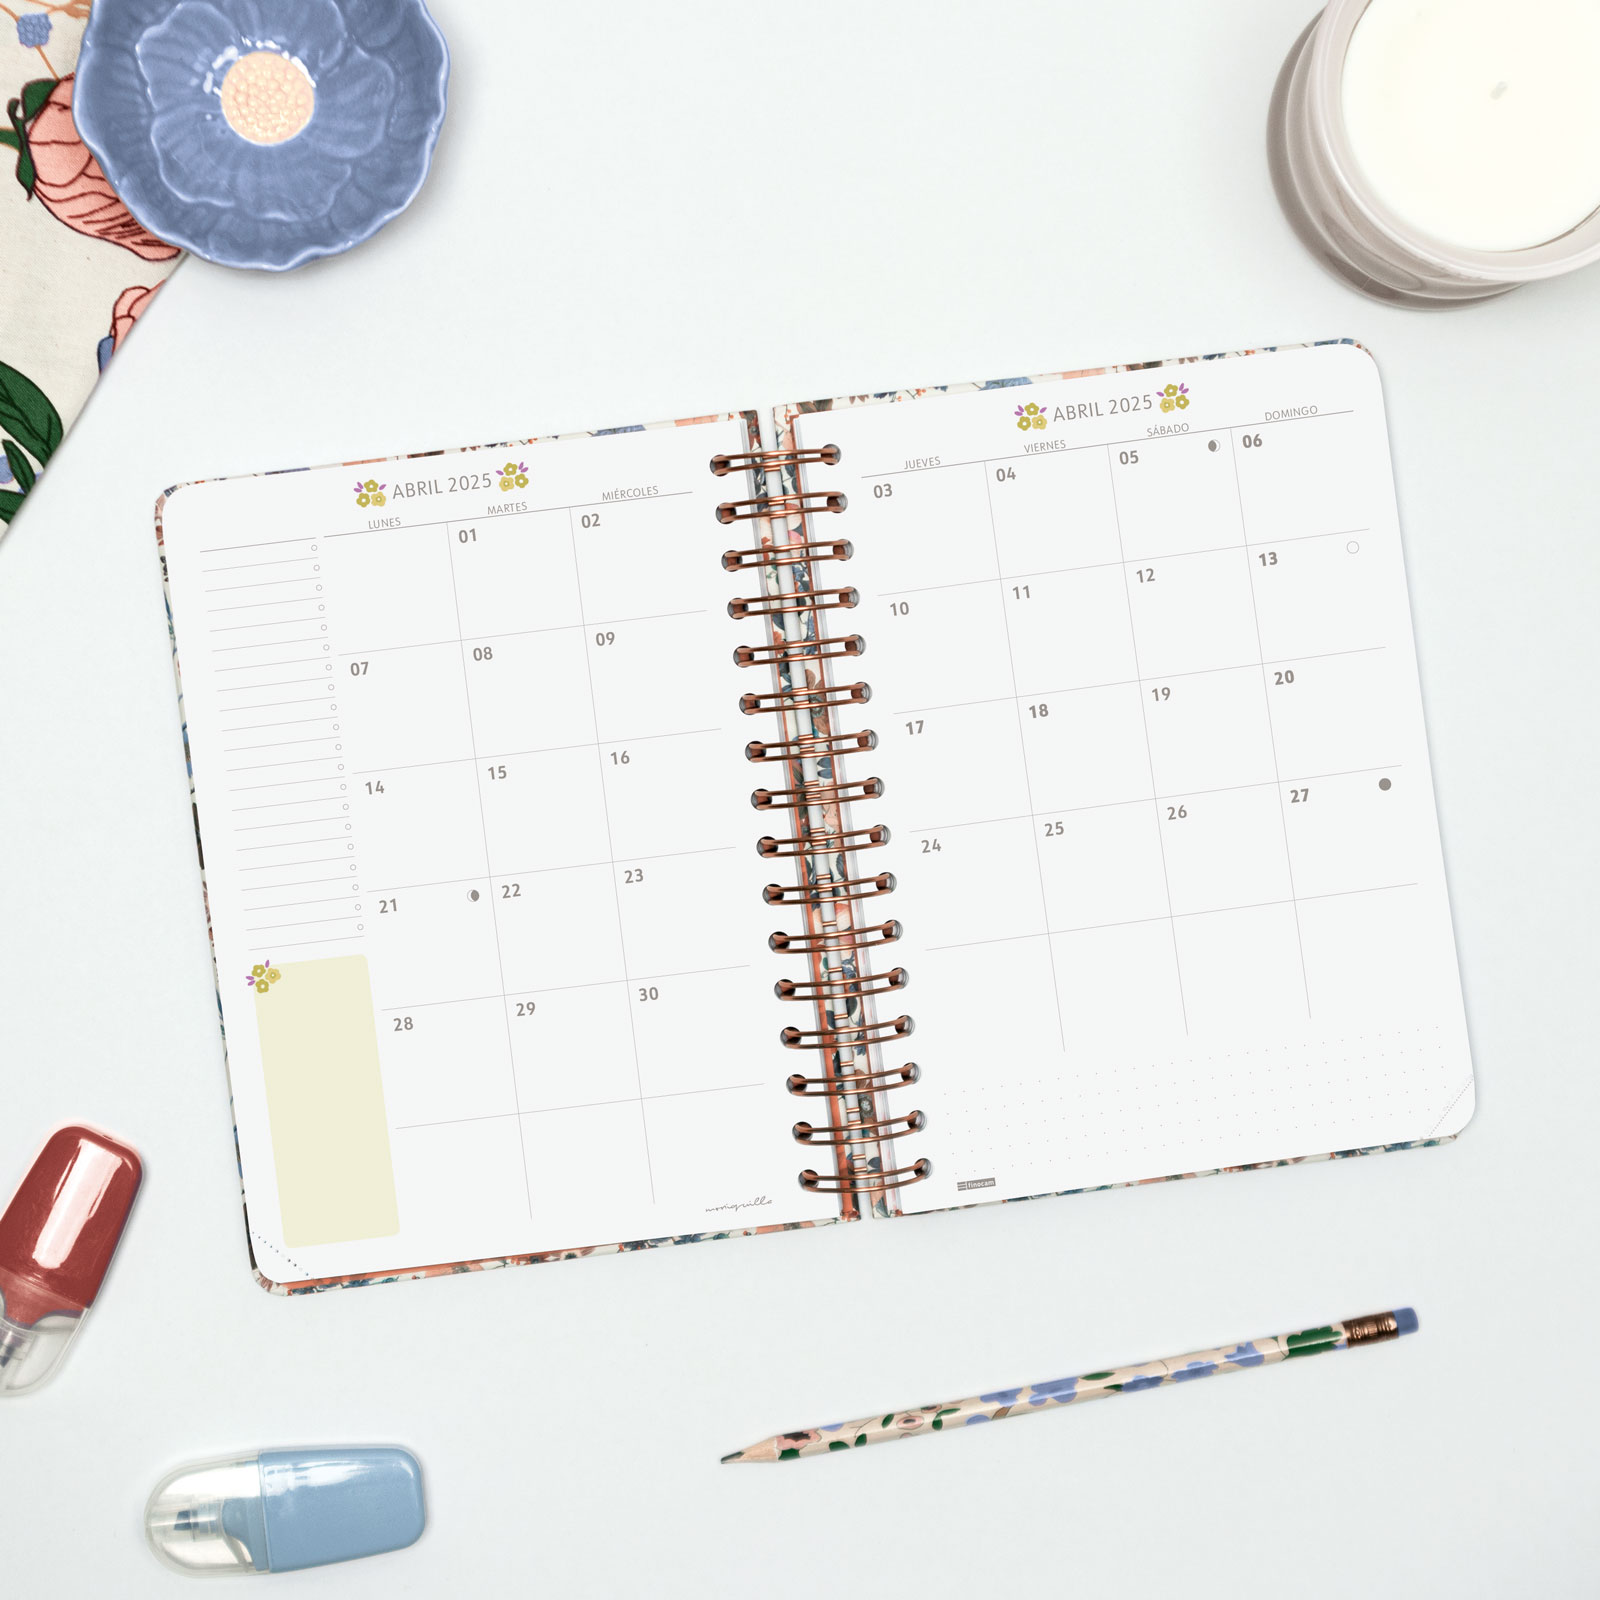 ABRIL 2025
LUNES MARTES MIÉRCOLES
01 02
07 08 09
14 15 16
21 22 23
28 29 30
moniquilla
ABRIL 2025
JUEVES VIERNES SÁBADO DOMINGO
03 04 05 06
10 11 12 13
17 18 19 20
24 25 26 27
finocam